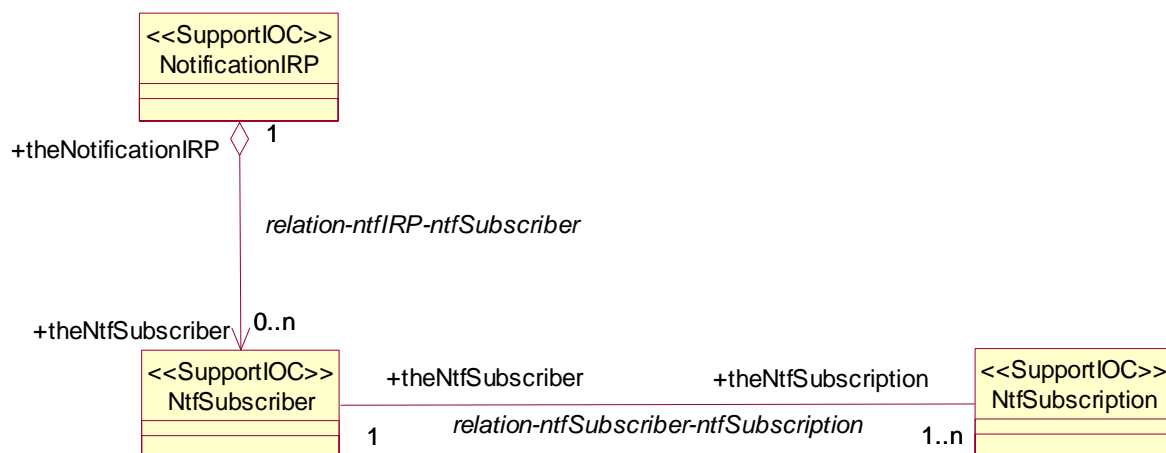 <<SupportIOC>>
NotificationIRP
1
+theNotificationIRP
relation-ntfIRP-ntfSubscriber
+theNtfSubscriber
0..n
<<SupportIOC>>
NtfSubscriber
+theNtfSubscriber
+theNtfSubscription
1
relation-ntfSubscriber-ntfSubscription
1..n
<<SupportIOC>>
NtfSubscription